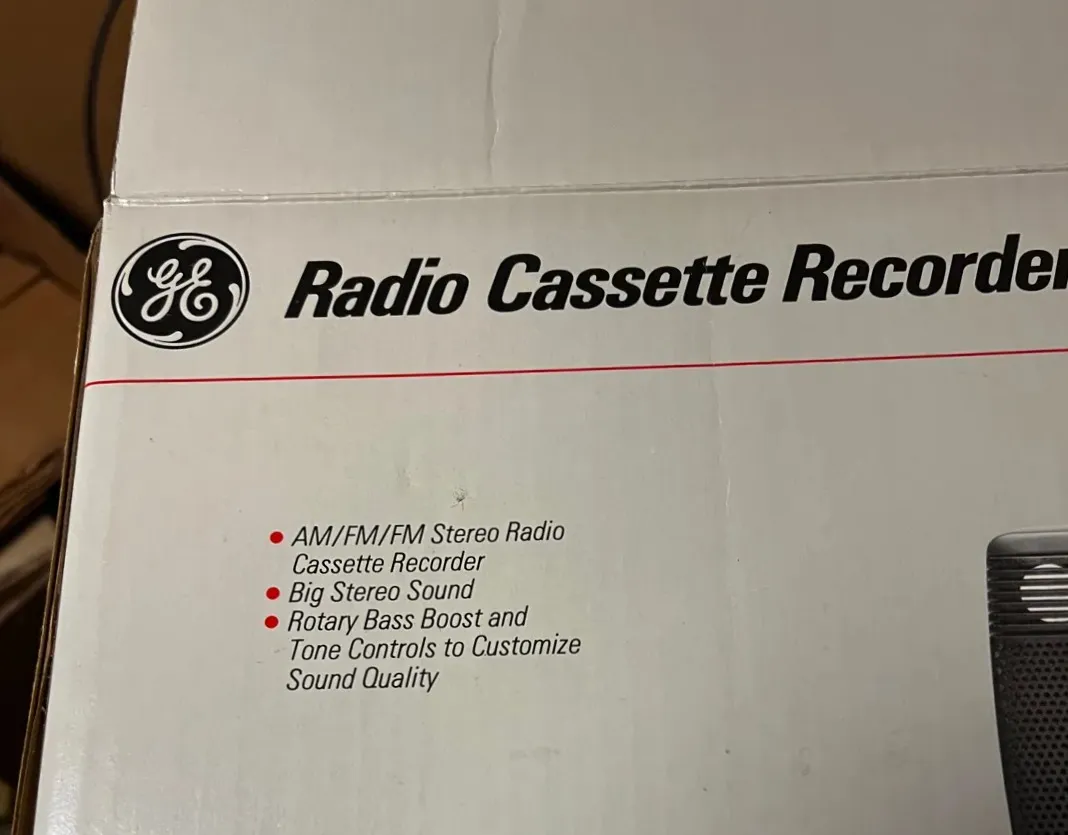 GE
Radio Cassette Recorder
• AM/FM/FM Stereo Radio
Cassette Recorder
• Big Stereo Sound
• Rotary Bass Boost and
Tone Controls to Customize
Sound Quality